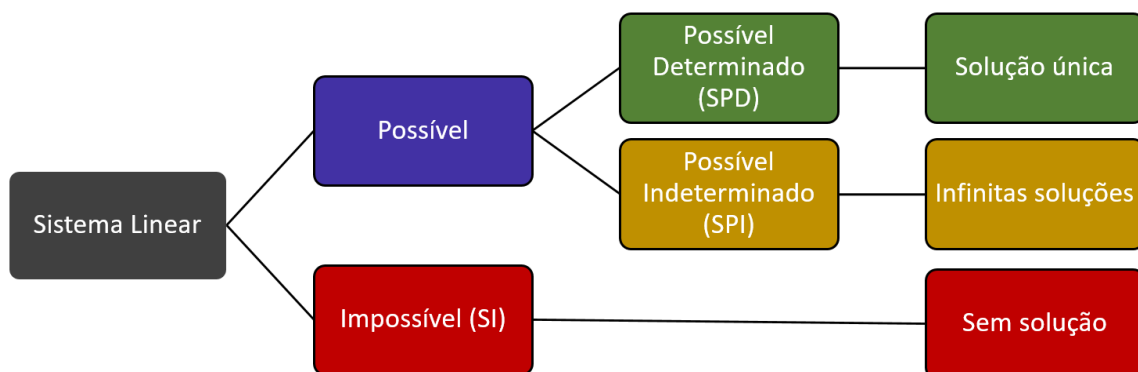 Sistema Linear
Possível
Possível
Determinado
(SPD)
Solução única
Possível
Indeterminado
(SPI)
Infinitas soluções
Impossível (SI)
Sem solução